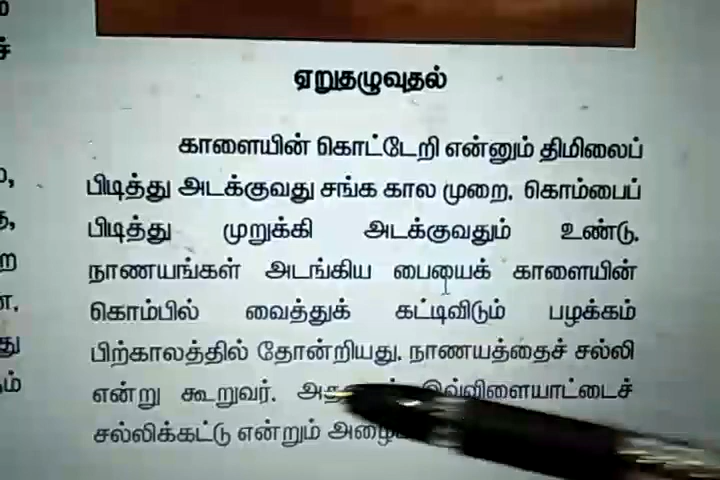 ஏறுதழுவுதல்
காளையின் கொட்டேறி என்னும் திமிலைப்
பிடித்து அடக்குவது சங்க கால முறை. கொம்பைப்
பிடித்து முறுக்கி அடக்குவதும் உண்டு.
நாணயங்கள் அடங்கிய பையைக் காளையின்
கொம்பில் வைத்துக் கட்டிவிடும் பழக்கம்
பிற்காலத்தில் தோன்றியது. நாணயத்தைச் சல்லி
என்று கூறுவர். இவ்விளையாட்டைச்
சல்லிக்கட்டு என்றும்